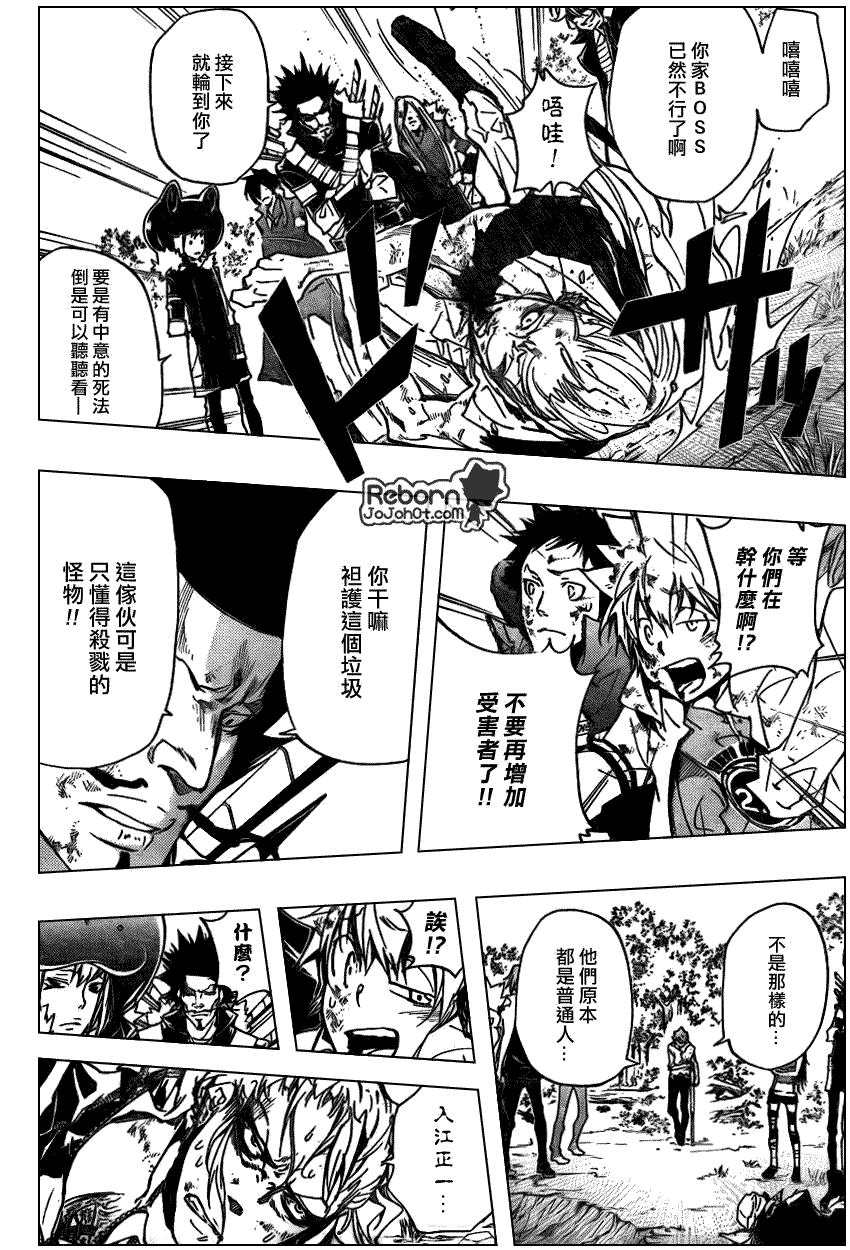 嘻嘻嘻
你家BOSS
已然不行了啊
唔哇!
接下來
就輪到你了
要是有中意的死法
倒是可以聽聽看—
ドドザッ
等
你們在
幹什麼啊!?
不要再增加
受害者了!!
你干嘛
袒護這個垃圾
這傢伙可是
只懂得殺戮的
怪物!!
Reborn
JoJoHot.com
不是那樣的…
他們原本
都是普通人…
誒!?
什麼?
入江正一…